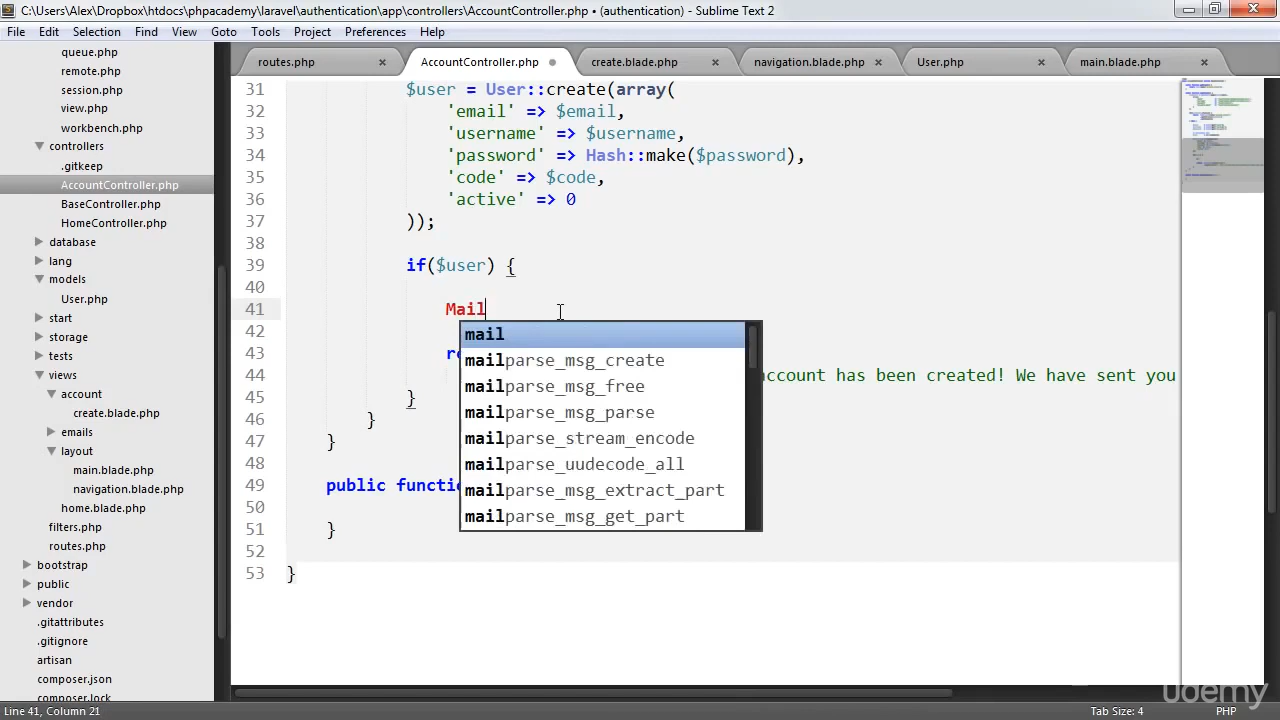 C:\Users\Alex\Dropbox\htdocs\phpacademy\laravel\authentication\app\controllers\AccountController.php • (authentication) - Sublime Text 2
File Edit Selection Find View Goto Tools Project Preferences Help
routes.php AccountController.php create.blade.php navigation.blade.php User.php main.blade.php
queue.php
remote.php
session.php
view.php
workbench.php
controllers
.gitkeep
AccountController.php
BaseController.php
HomeController.php
database
lang
models
User.php
start
storage
tests
views
account
create.blade.php
emails
layout
main.blade.php
navigation.blade.php
home.blade.php
filters.php
routes.php
bootstrap
public
vendor
.gitattributes
.gitignore
artisan
composer.json
composer.lock
31 $user = User::create(array(
32 'email' => $email,
33 'username' => $username,
34 'password' => Hash::make($password),
35 'code' => $code,
36 'active' => 0
37 ));
38
39 if($user) {
40
41 Mail
42
43 re
44 account has been created! We have sent you
45 }
46 }
47 }
48
49 public functio
50
51 }
52
53 }
mail
mailparse_msg_create
mailparse_msg_free
mailparse_msg_parse
mailparse_stream_encode
mailparse_uudecode_all
mailparse_msg_extract_part
mailparse_msg_get_part
udemy
Line 41, Column 21 Tab Size: 4 PHP